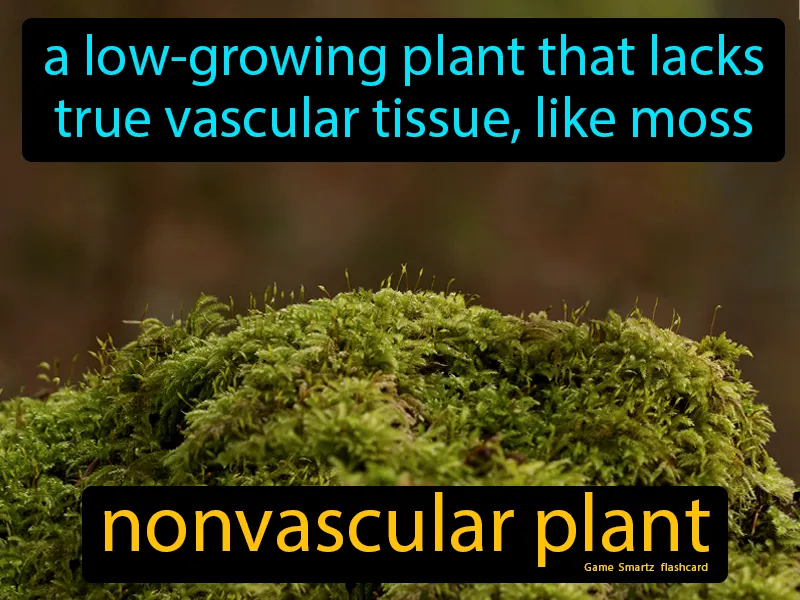 a low-growing plant that lacks
true vascular tissue, like moss
nonvascular plant
Game Smartz flashcard